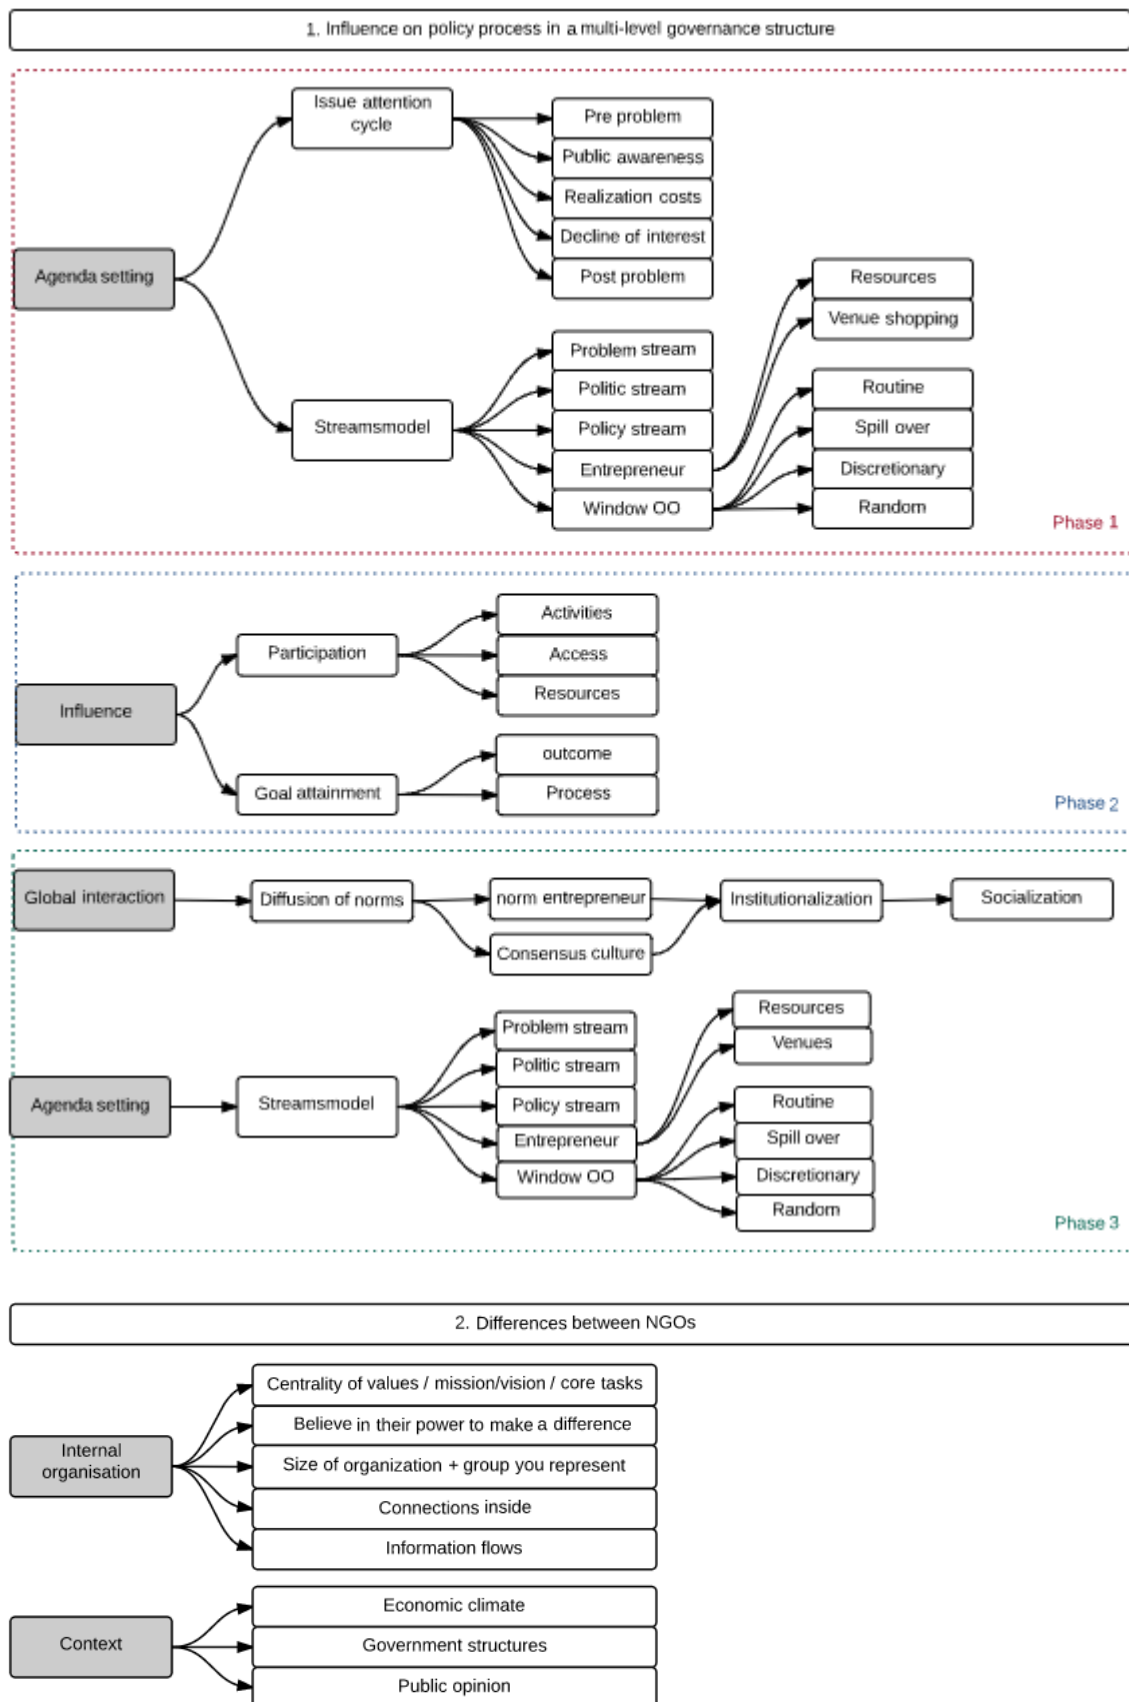 1. Influence on policy process in a multi-level governance structure
Issue attention
cycle
Pre problem
Public awareness
Realization costs
Decline of interest
Post problem
Agenda setting
Resources
Venue shopping
Problem stream
Politic stream
Policy stream
Entrepreneur
Window OO
Streamsmodel
Routine
Spill over
Discretionary
Random
Phase 1
Activities
Access
Resources
Participation
Influence
outcome
Process
Goal attainment
Phase 2
Global interaction
Diffusion of norms
norm entrepreneur
Institutionalization
Socialization
Consensus culture
Resources
Venues
Problem stream
Politic stream
Policy stream
Entrepreneur
Window OO
Agenda setting
Streamsmodel
Routine
Spill over
Discretionary
Random
Phase 3
2. Differences between NGOs
Centrality of values / mission/vision / core tasks
Believe in their power to make a difference
Internal
organisation
Size of organization + group you represent
Connections inside
Information flows
Economic climate
Context
Government structures
Public opinion